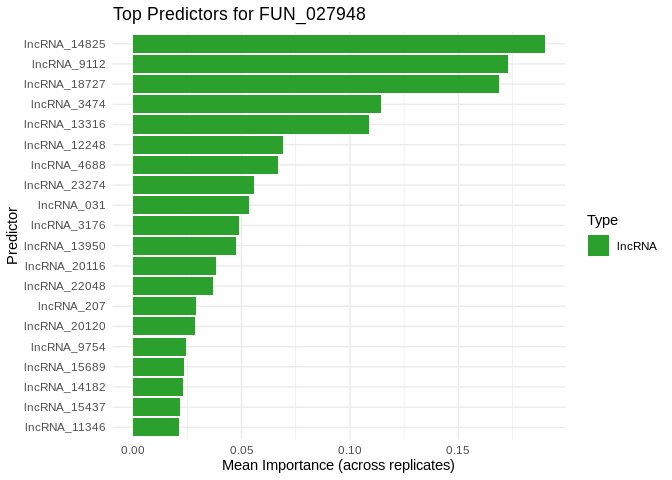 Top Predictors for FUN_027948
Predictor
lncRNA_14825
lncRNA_9112
lncRNA_18727
lncRNA_3474
lncRNA_13316
lncRNA_12248
lncRNA_4688
lncRNA_23274
lncRNA_031
lncRNA_3176
lncRNA_13950
lncRNA_20116
lncRNA_22048
lncRNA_207
lncRNA_20120
lncRNA_9754
lncRNA_15689
lncRNA_14182
lncRNA_15437
lncRNA_11346
0.00 0.05 0.10 0.15
Mean Importance (across replicates)
Type
lncRNA